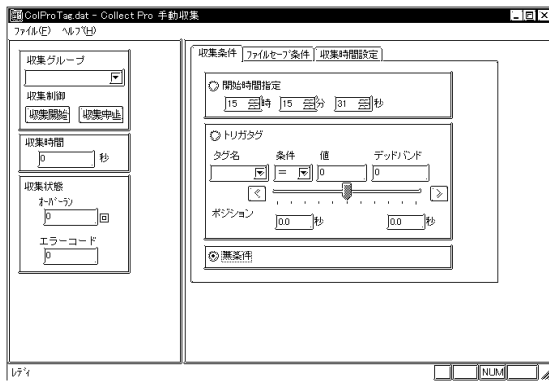 ColProTag.dat - Collect Pro 手動収集
ファイル(F) ヘルプ(H)
収集グループ
収集制御
収集開始 収集中止
収集時間
0 秒
収集状態
オーバーラン
0 回
エラーコード
0
収集条件 ファイルセーブ条件 収集時間設定
開始時間指定
15 時 15 分 31 秒
トリガタグ
タグ名 条件 値 デッドバンド
= 0 0
< >
ポジション 0.0 秒 0.0 秒
無条件
レディ NUM